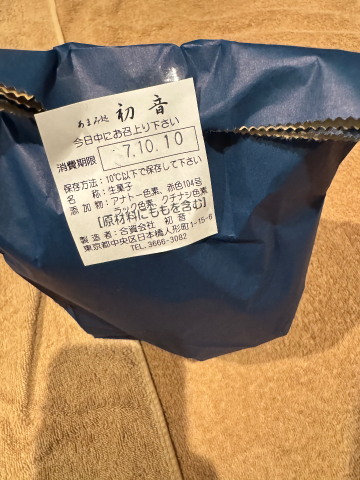 あまみ処 初音
今日中にお召上り下さい
消費期限 7.10.10
保存方法：10℃以下で保存して下さい
名 称：生菓子
添加物：アナトー色素、赤色104号
ラック色素、クチナシ色素
【原材料にももを含む】
製造者：合資会社 初音
東京都中央区日本橋人形町1-15-6
TEL.3666-3082